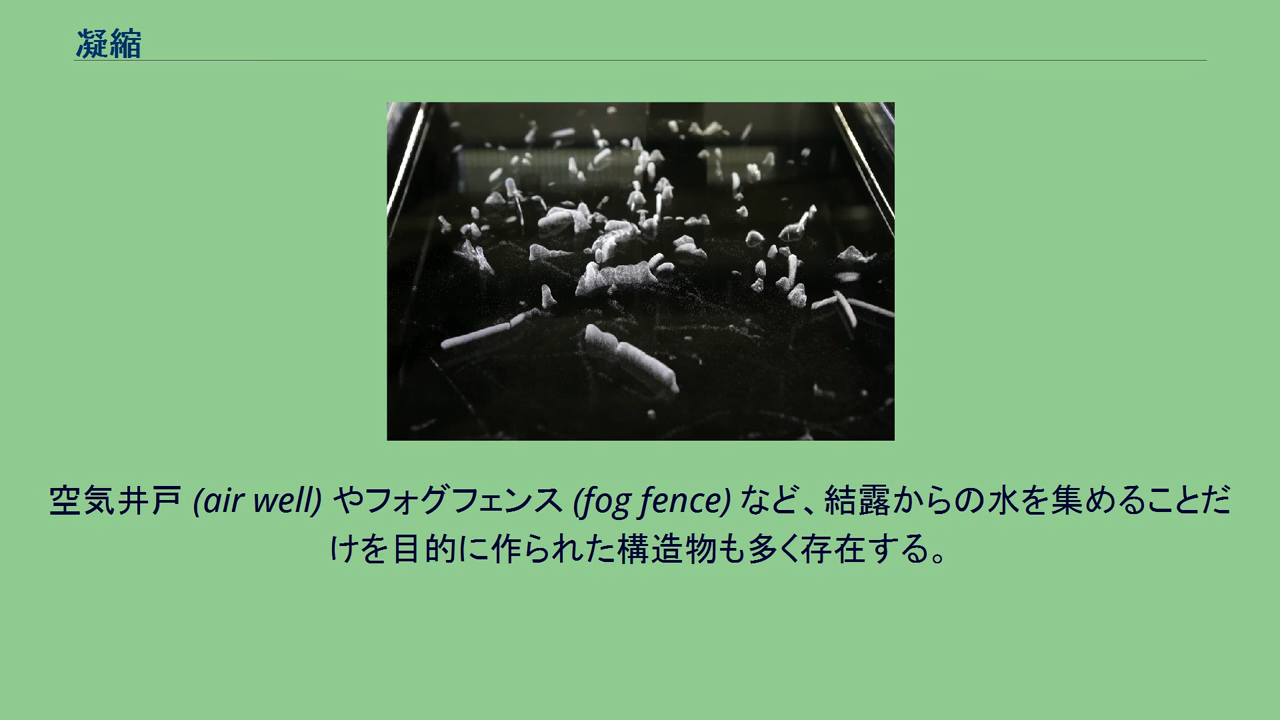 凝縮
空気井戸 (air well) やフォグフェンス (fog fence) など、結露からの水を集めることだ
けを目的に作られた構造物も多く存在する。